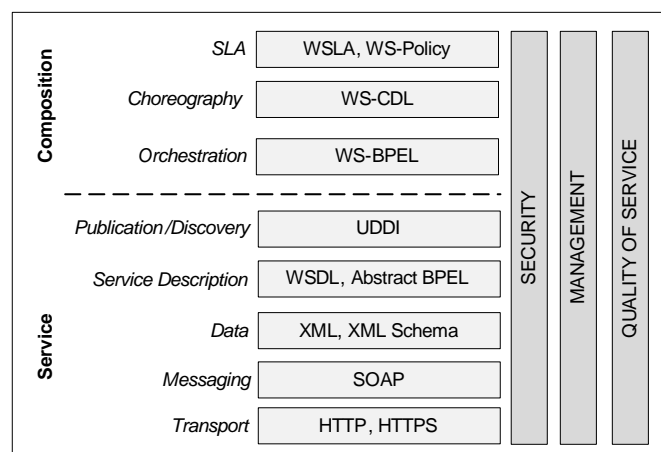 Composition
SLA
WSLA, WS-Policy
Choreography
WS-CDL
Orchestration
WS-BPEL
Service
Publication/Discovery
UDDI
Service Description
WSDL, Abstract BPEL
Data
XML, XML Schema
Messaging
SOAP
Transport
HTTP, HTTPS
SECURITY
MANAGEMENT
QUALITY OF SERVICE